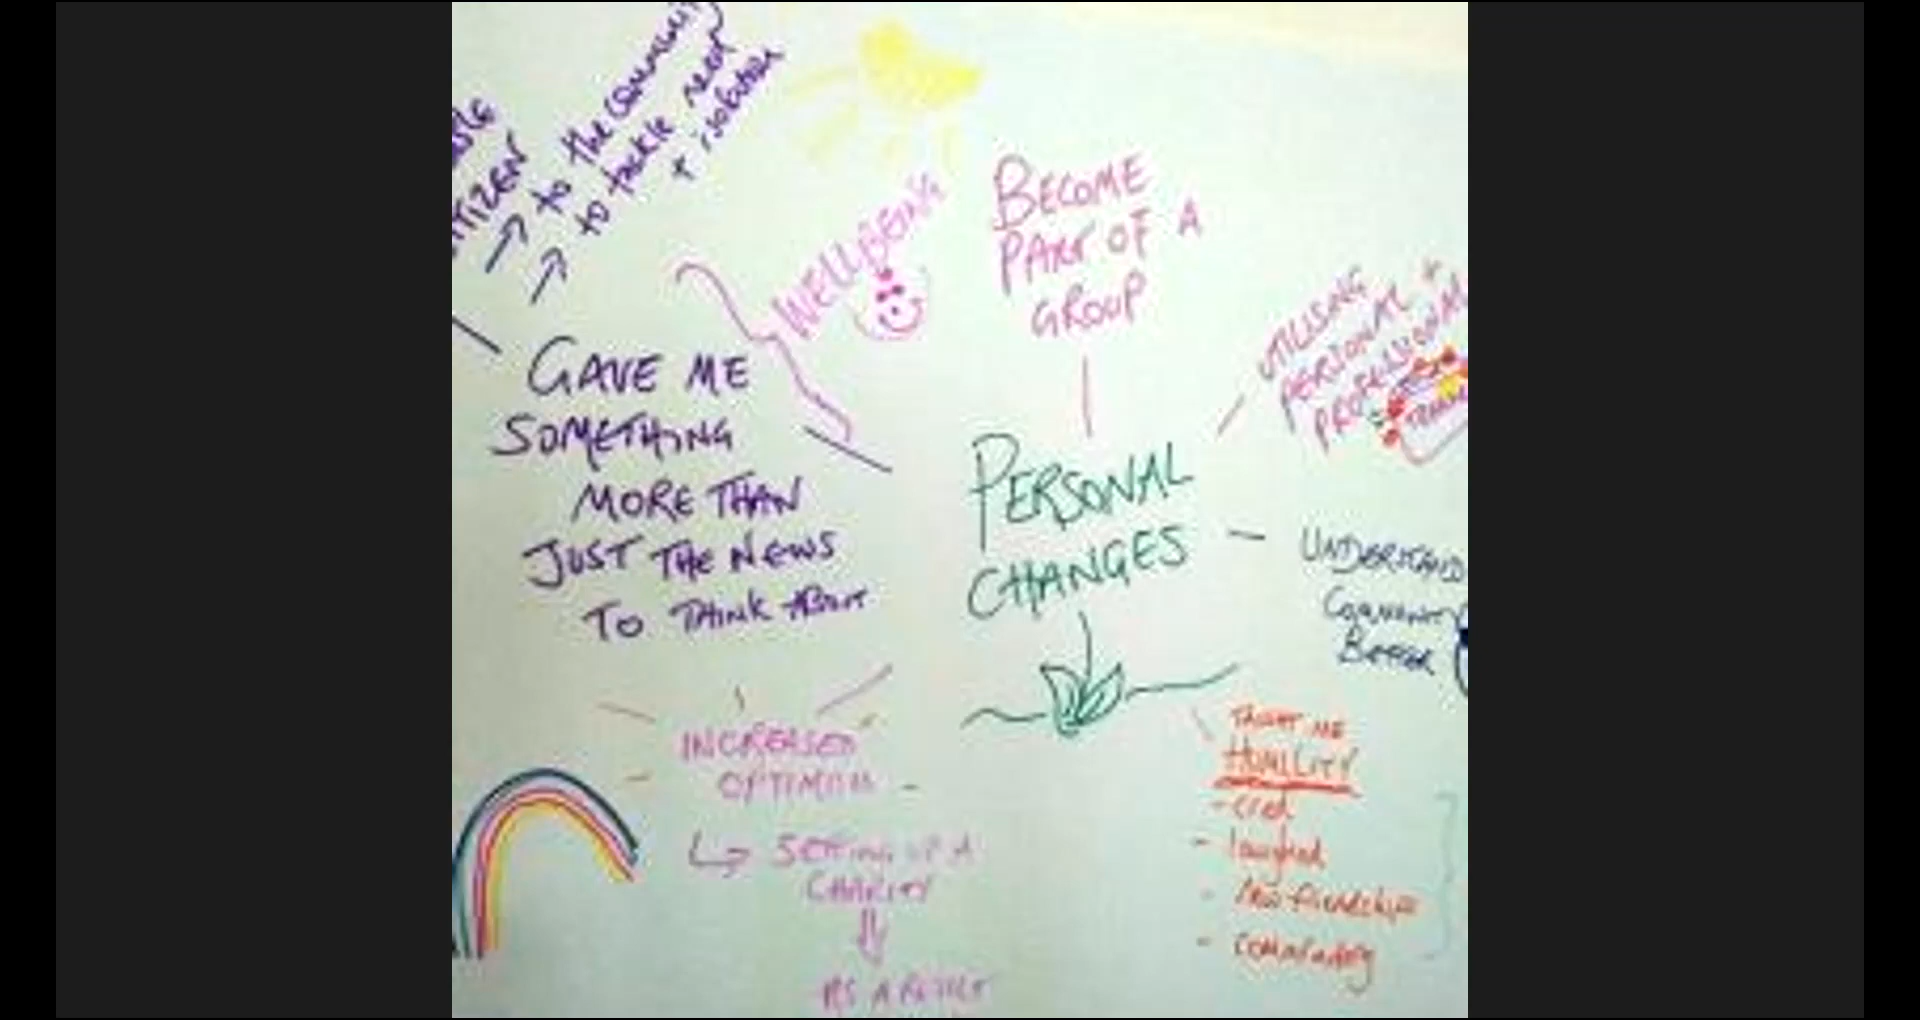 to the community
to tackle need
+ isolation
WELLBEING
BECOME
PART OF A
GROUP
UTILISING
PERSONAL +
PROFESSIONAL
GAVE ME
SOMETHING
MORE THAN
JUST THE NEWS
TO THINK ABOUT
PERSONAL
CHANGES
UNDERSTAND
COMMUNITY
BETTER
INCREASED
OPTIMISM
SETTING UP A
CHARITY
AS A RESULT
TAUGHT ME
HUMILITY
- cried
- laughed
- new friendships